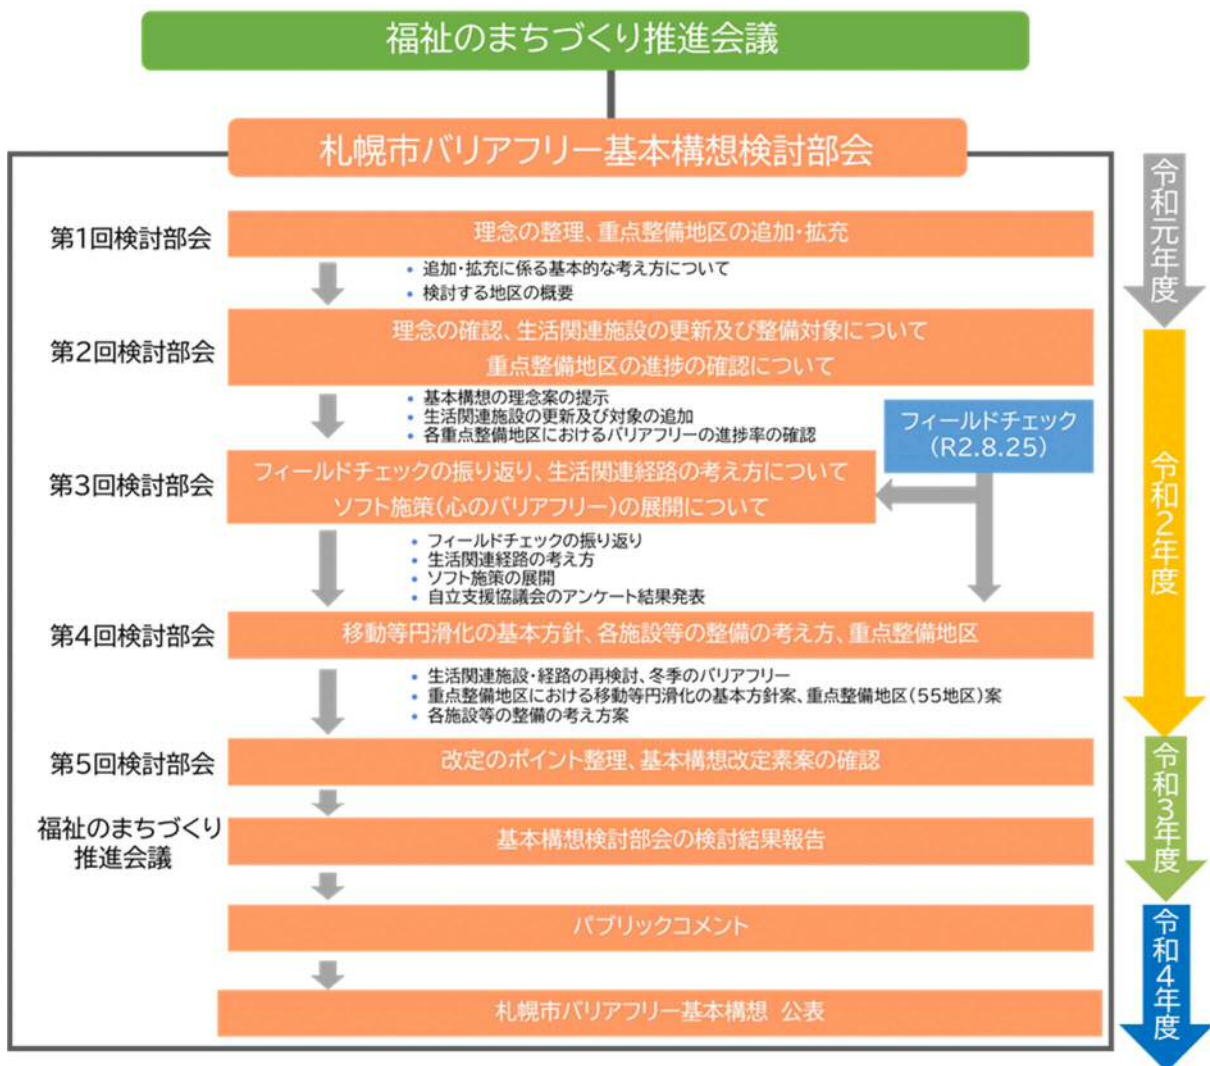 福祉のまちづくり推進会議
札幌市バリアフリー基本構想検討部会
第1回検討部会
理念の整理、重点整備地区の追加・拡充
• 追加・拡充に係る基本的な考え方について
• 検討する地区の概要
第2回検討部会
理念の確認、生活関連施設の更新及び整備対象について
重点整備地区の進捗の確認について
• 基本構想の理念案の提示
• 生活関連施設の更新及び対象の追加
• 各重点整備地区におけるバリアフリーの進捗率の確認
フィールドチェック
(R2.8.25)
第3回検討部会
フィールドチェックの振り返り、生活関連経路の考え方について
ソフト施策(心のバリアフリー)の展開について
• フィールドチェックの振り返り
• 生活関連経路の考え方
• ソフト施策の展開
• 自立支援協議会のアンケート結果発表
第4回検討部会
移動等円滑化の基本方針、各施設等の整備の考え方、重点整備地区
• 生活関連施設・経路の再検討、冬季のバリアフリー
• 重点整備地区における移動等円滑化の基本方針案、重点整備地区(55地区)案
• 各施設等の整備の考え方案
第5回検討部会
改定のポイント整理、基本構想改定素案の確認
福祉のまちづくり
推進会議
基本構想検討部会の検討結果報告
パブリックコメント
札幌市バリアフリー基本構想 公表
令和元年度
令和2年度
令和3年度
令和4年度